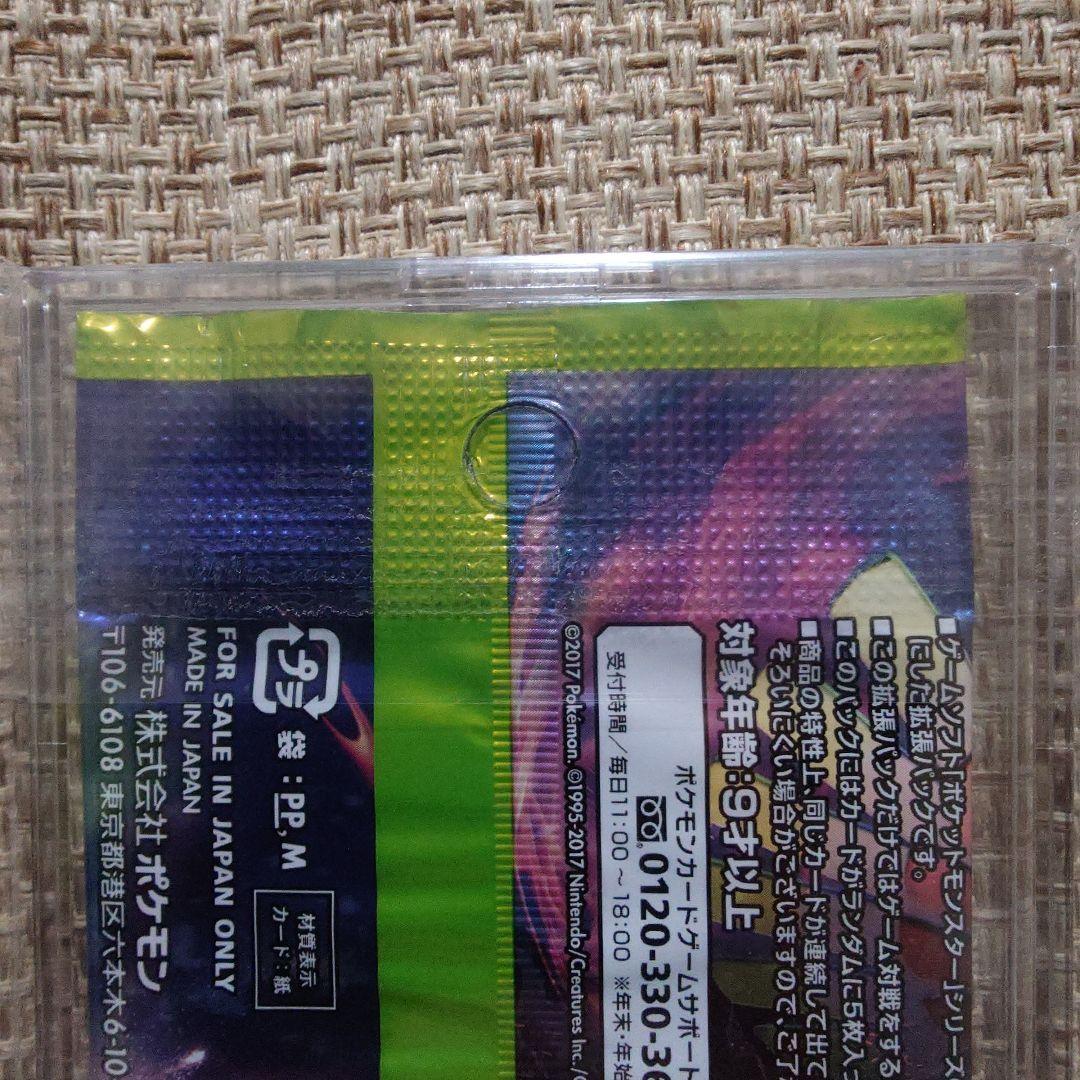 ■ゲームソフト「ポケットモンスター」シリーズ
にした拡張パックです。
■この拡張パックだけではゲーム対戦をする
■このパックにはカードがランダムに5枚入
■商品の特性上、同じカードが連続して出て
そろいにくい場合がございますので、ご了
対象年齢:9才以上
ポケモンカードゲームサポート
0120-330-36
受付時間/毎日11:00～18:00 ※年末・年始
©2017 Pokémon. ©1995-2017 Nintendo/Creatures Inc./G
プラ 袋:PP,M
材質表示
カード:紙
FOR SALE IN JAPAN ONLY
MADE IN JAPAN
発売元 株式会社 ポケモン
〒106-6108 東京都港区六本木6-10